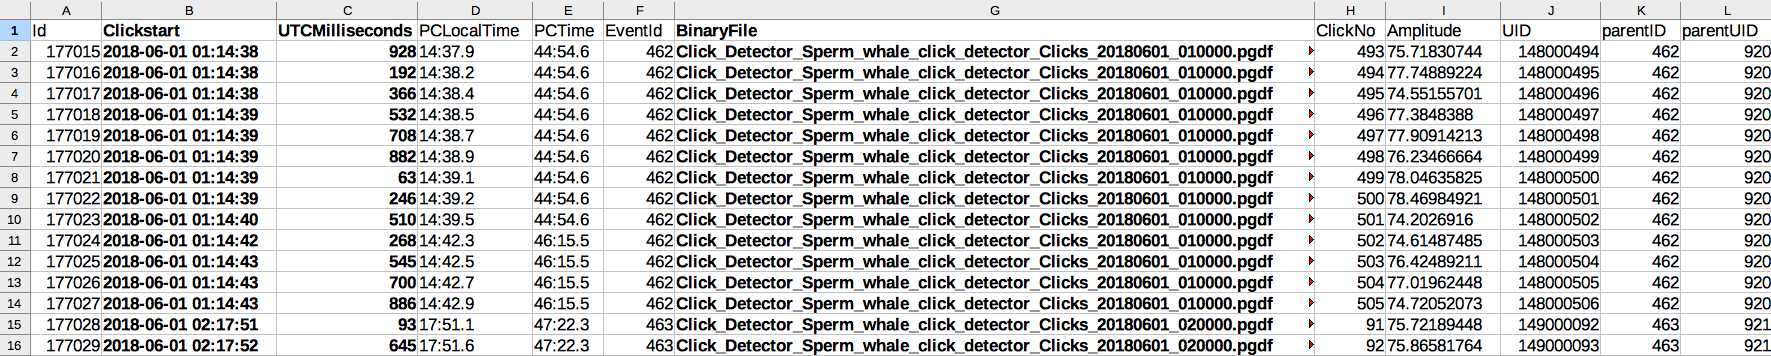 A B C D E F G H I J K L
1 Id Clickstart UTCMilliseconds PCLocalTime PCTime EventId BinaryFile ClickNo Amplitude UID parentID parentUID
2 177015 2018-06-01 01:14:38 928 14:37.9 44:54.6 462 Click_Detector_Sperm_whale_click_detector_Clicks_20180601_010000.pgdf 493 75.71830744 148000494 462 920
3 177016 2018-06-01 01:14:38 192 14:38.2 44:54.6 462 Click_Detector_Sperm_whale_click_detector_Clicks_20180601_010000.pgdf 494 77.74889224 148000495 462 920
4 177017 2018-06-01 01:14:38 366 14:38.4 44:54.6 462 Click_Detector_Sperm_whale_click_detector_Clicks_20180601_010000.pgdf 495 74.55155701 148000496 462 920
5 177018 2018-06-01 01:14:39 532 14:38.5 44:54.6 462 Click_Detector_Sperm_whale_click_detector_Clicks_20180601_010000.pgdf 496 77.3848388 148000497 462 920
6 177019 2018-06-01 01:14:39 708 14:38.7 44:54.6 462 Click_Detector_Sperm_whale_click_detector_Clicks_20180601_010000.pgdf 497 77.90914213 148000498 462 920
7 177020 2018-06-01 01:14:39 882 14:38.9 44:54.6 462 Click_Detector_Sperm_whale_click_detector_Clicks_20180601_010000.pgdf 498 76.23466664 148000499 462 920
8 177021 2018-06-01 01:14:39 63 14:39.1 44:54.6 462 Click_Detector_Sperm_whale_click_detector_Clicks_20180601_010000.pgdf 499 78.04635825 148000500 462 920
9 177022 2018-06-01 01:14:39 246 14:39.2 44:54.6 462 Click_Detector_Sperm_whale_click_detector_Clicks_20180601_010000.pgdf 500 78.46984921 148000501 462 920
10 177023 2018-06-01 01:14:40 510 14:39.5 44:54.6 462 Click_Detector_Sperm_whale_click_detector_Clicks_20180601_010000.pgdf 501 74.2026916 148000502 462 920
11 177024 2018-06-01 01:14:42 268 14:42.3 46:15.5 462 Click_Detector_Sperm_whale_click_detector_Clicks_20180601_010000.pgdf 502 74.61487485 148000503 462 920
12 177025 2018-06-01 01:14:43 545 14:42.5 46:15.5 462 Click_Detector_Sperm_whale_click_detector_Clicks_20180601_010000.pgdf 503 76.42489211 148000504 462 920
13 177026 2018-06-01 01:14:43 700 14:42.7 46:15.5 462 Click_Detector_Sperm_whale_click_detector_Clicks_20180601_010000.pgdf 504 77.01962448 148000505 462 920
14 177027 2018-06-01 01:14:43 886 14:42.9 46:15.5 462 Click_Detector_Sperm_whale_click_detector_Clicks_20180601_010000.pgdf 505 74.72052073 148000506 462 920
15 177028 2018-06-01 02:17:51 93 17:51.1 47:22.3 463 Click_Detector_Sperm_whale_click_detector_Clicks_20180601_020000.pgdf 91 75.72189448 149000092 463 921
16 177029 2018-06-01 02:17:52 645 17:51.6 47:22.3 463 Click_Detector_Sperm_whale_click_detector_Clicks_20180601_020000.pgdf 92 75.86581764 149000093 463 921